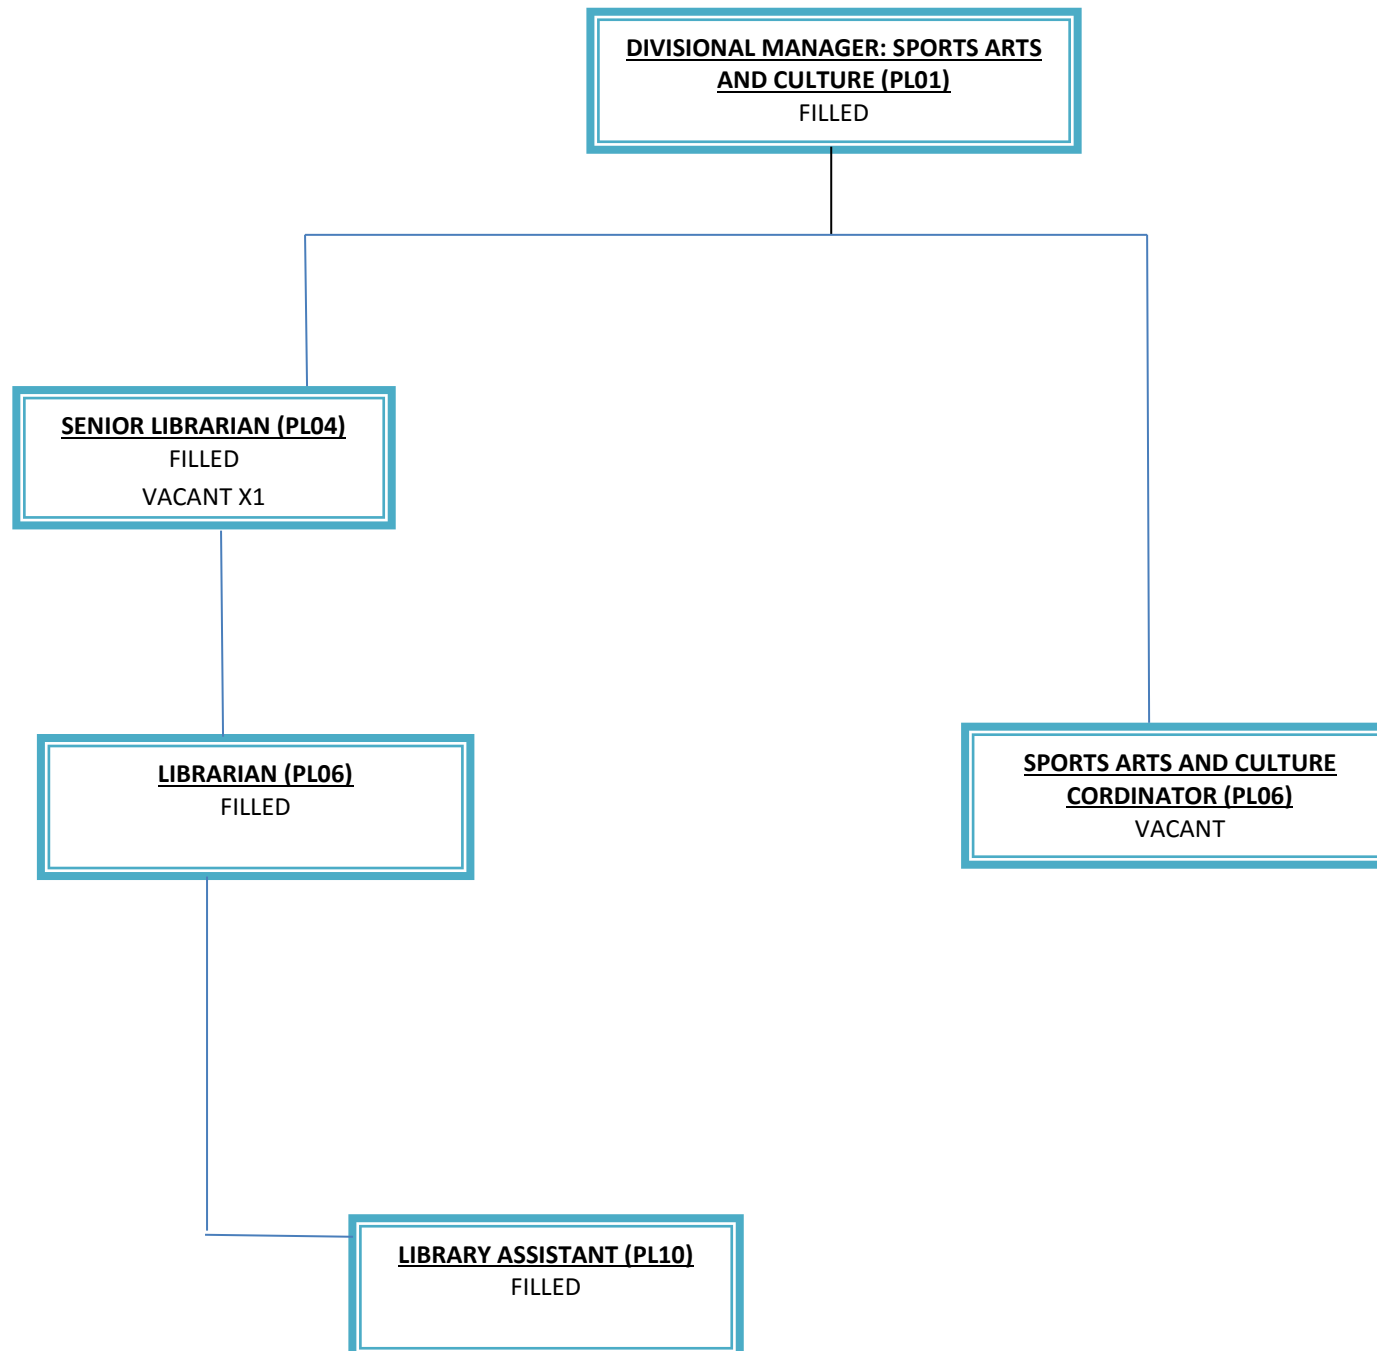 DIVISIONAL MANAGER: SPORTS ARTS
AND CULTURE (PL01)
FILLED
SENIOR LIBRARIAN (PL04)
FILLED
VACANT X1
LIBRARIAN (PL06)
FILLED
SPORTS ARTS AND CULTURE
CORDINATOR (PL06)
VACANT
LIBRARY ASSISTANT (PL10)
FILLED